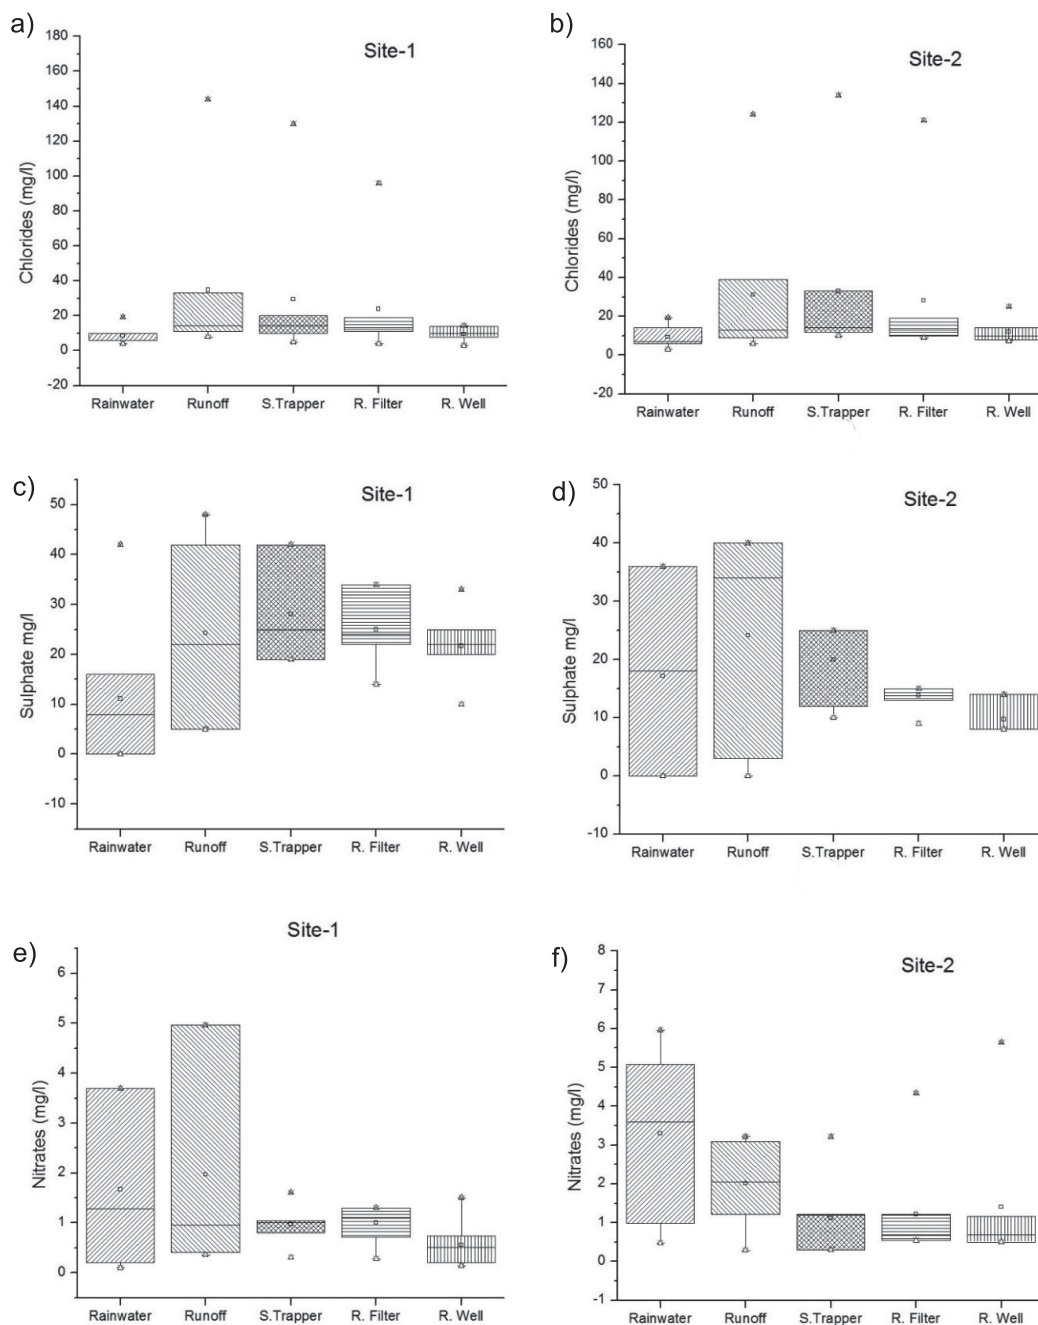 a)
Site-1
Chlorides (mg/l)
180
160
140
120
100
80
60
40
20
0
-20
Rainwater Runoff S.Trapper R. Filter R. Well
b)
Site-2
Chlorides (mg/l)
160
140
120
100
80
60
40
20
0
-20
Rainwater Runoff S.Trapper R. Filter R. Well
c)
Site-1
Sulphate mg/l
50
40
30
20
10
0
-10
Rainwater Runoff S.Trapper R. Filter R. Well
d)
Site-2
Sulphate mg/l
50
40
30
20
10
0
-10
Rainwater Runoff S.Trapper R. Filter R. Well
e)
Site-1
Nitrates (mg/l)
6
5
4
3
2
1
0
Rainwater Runoff S.Trapper R. Filter R. Well
f)
Site-2
Nitrates (mg/l)
8
7
6
5
4
3
2
1
0
-1
Rainwater Runoff S.Trapper R. Filter R. Well